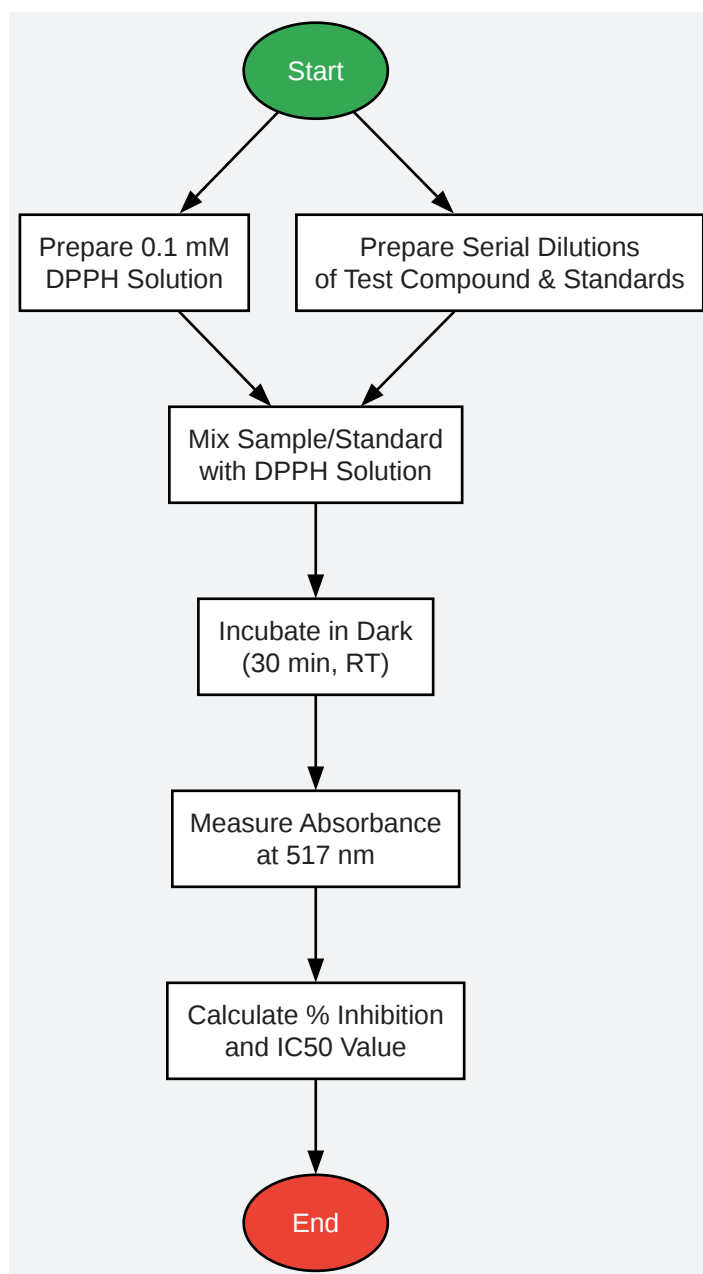 Start
Prepare 0.1 mM
DPPH Solution
Prepare Serial Dilutions
of Test Compound & Standards
Mix Sample/Standard
with DPPH Solution
Incubate in Dark
(30 min, RT)
Measure Absorbance
at 517 nm
Calculate % Inhibition
and IC50 Value
End